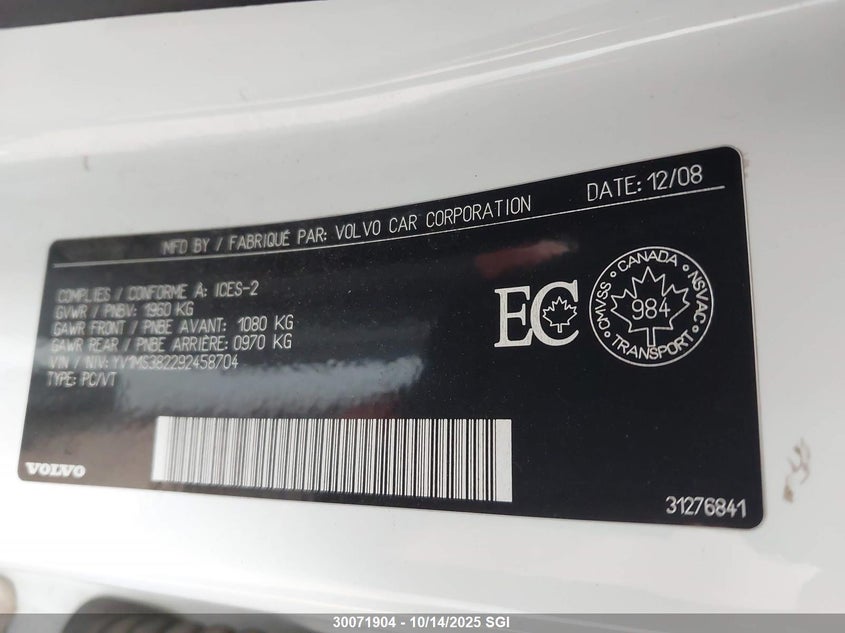 MFD BY / FABRIQUÉ PAR: VOLVO CAR CORPORATION DATE: 12/08
COMPLIES / CONFORME À: ICES-2
GVWR / PNBV: 1960 KG
GAWR FRONT / PNBE AVANT: 1080 KG
GAWR REAR / PNBE ARRIÈRE: 0970 KG
VIN / NIV: YV1MS382292458704
TYPE: PC/VT
EC
CANADA
CMVSS
984
NSVAC
TRANSPORT
VOLVO
31276841
30071904 - 10/14/2025 SGI